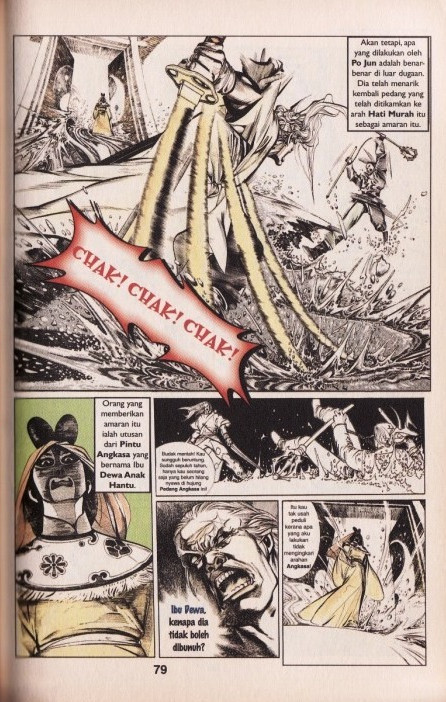 Akan tetapi, apa
yang dilakukan oleh
Po Jun adalah benar-
benar di luar dugaan.
Dia telah menarik
kembali pedang yang
telah ditikamkan ke
arah Hati Murah itu
sebagai amaran itu.
CHAK! CHAK! CHAK!
Orang yang
memberikan
amaran itu
ialah utusan
dari Pintu
Angkasa yang
bernama Ibu
Dewa Anak
Hantu.
Budak mentah! Kau
sungguh beruntung.
Sudah sepuluh tahun,
hanya kau seorang
saja yang belum hilang
nyawa di hujung
Pedang Angkasa ini!
Ibu Dewa,
kenapa dia
tidak boleh
dibunuh?
Itu kau
tak usah
peduli
kerana apa
yang aku
lakukan
tidak
mengingkari
arahan
Angkasa!
79